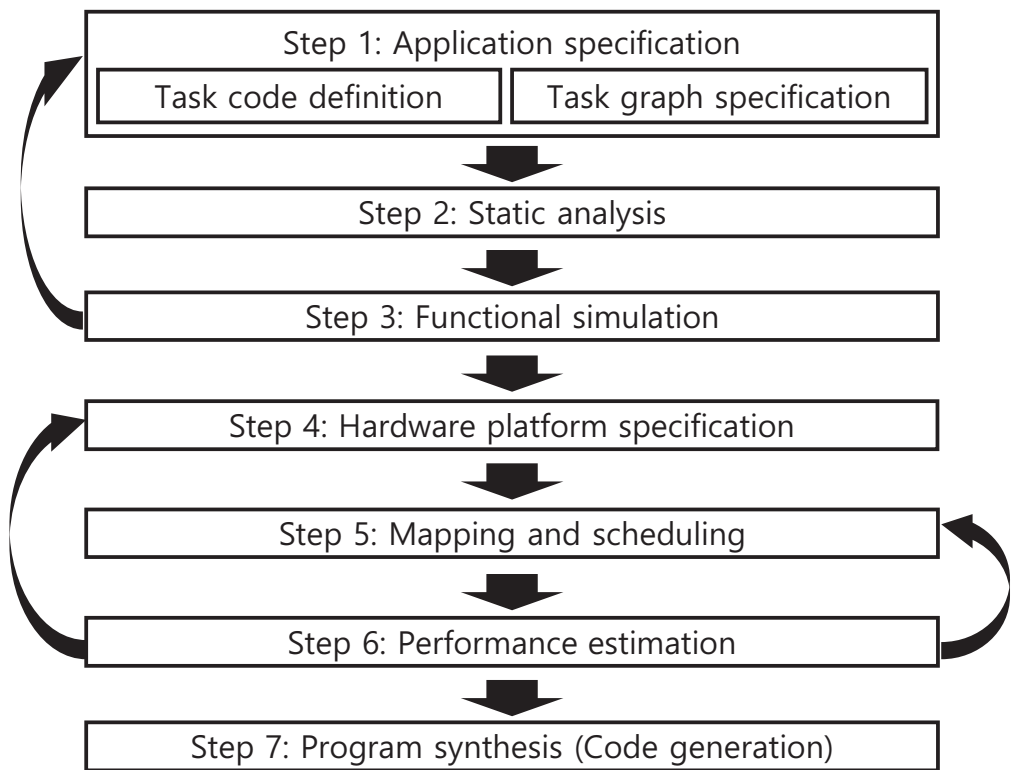 Step 1: Application specification
Task code definition
Task graph specification
Step 2: Static analysis
Step 3: Functional simulation
Step 4: Hardware platform specification
Step 5: Mapping and scheduling
Step 6: Performance estimation
Step 7: Program synthesis (Code generation)